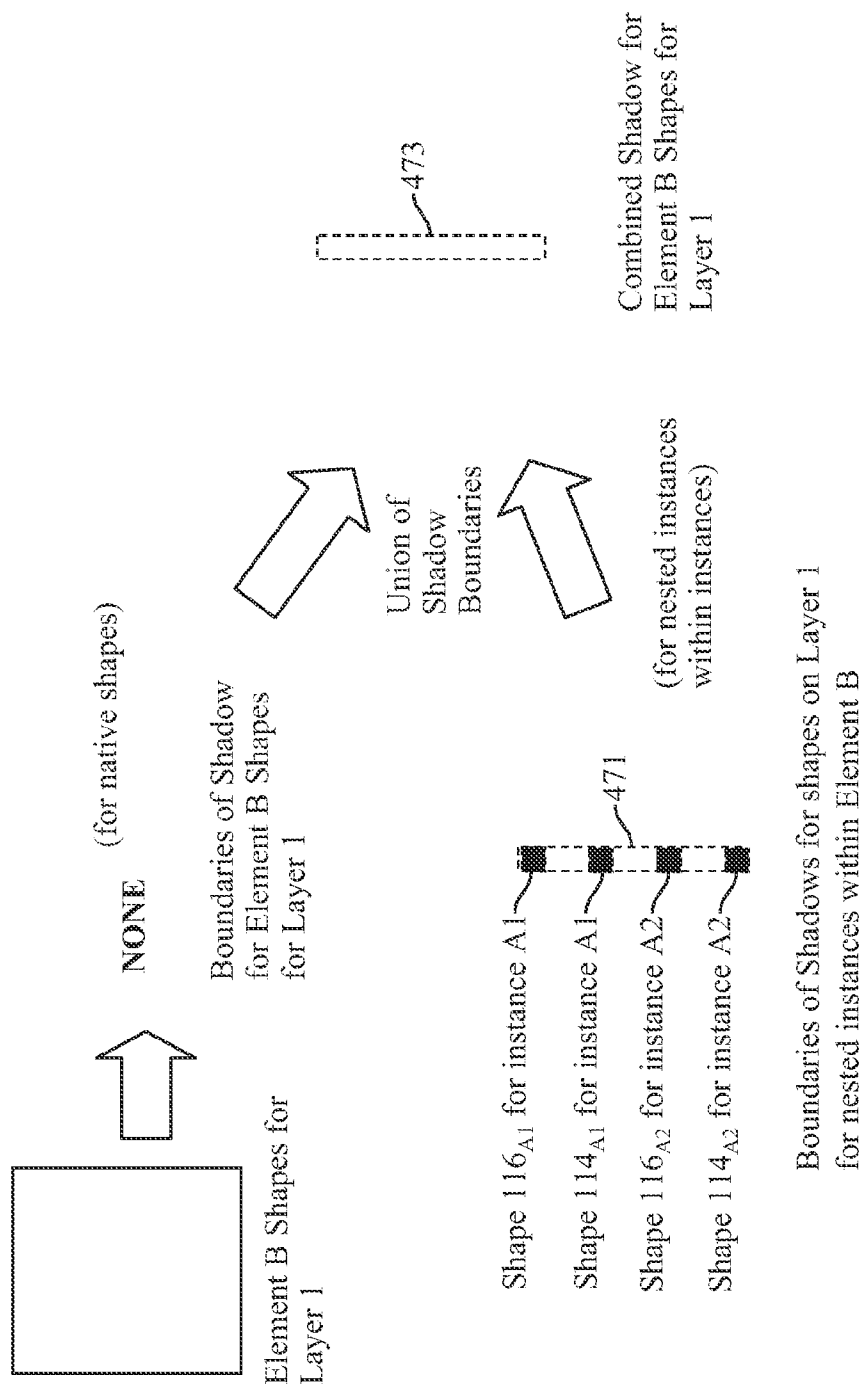 Element B Shapes for
Layer 1
NONE
(for native shapes)
Boundaries of Shadow
for Element B Shapes
for Layer 1
Union of
Shadow
Boundaries
473
Combined Shadow for
Element B Shapes for
Layer 1
Shape 116A1 for instance A1
Shape 114A1 for instance A1
Shape 116A2 for instance A2
Shape 114A2 for instance A2
471
(for nested instances
within instances)
Boundaries of Shadows for shapes on Layer 1
for nested instances within Element B